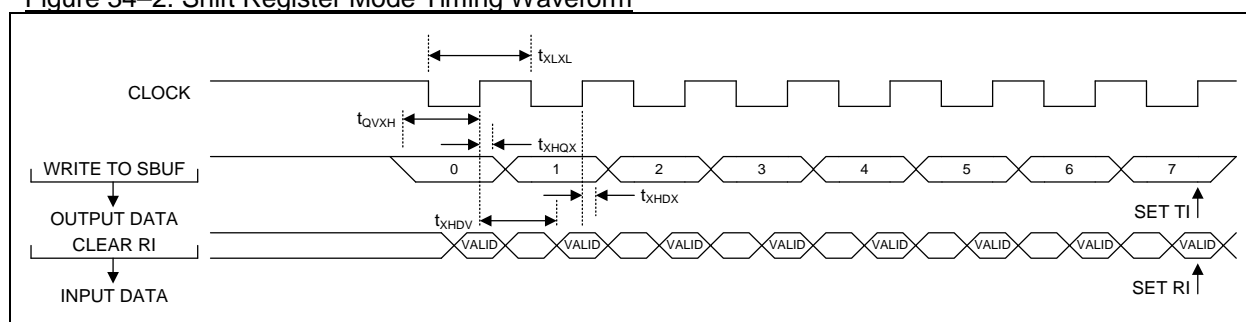 Figure 34–2. Shift Register Mode Timing Waveform
tXLXL
CLOCK
tQVXH
tXHQX
WRITE TO SBUF
0 1 2 3 4 5 6 7
tXHDX
OUTPUT DATA
SET TI
tXHDV
CLEAR RI
VALID VALID VALID VALID VALID VALID VALID VALID
INPUT DATA
SET RI